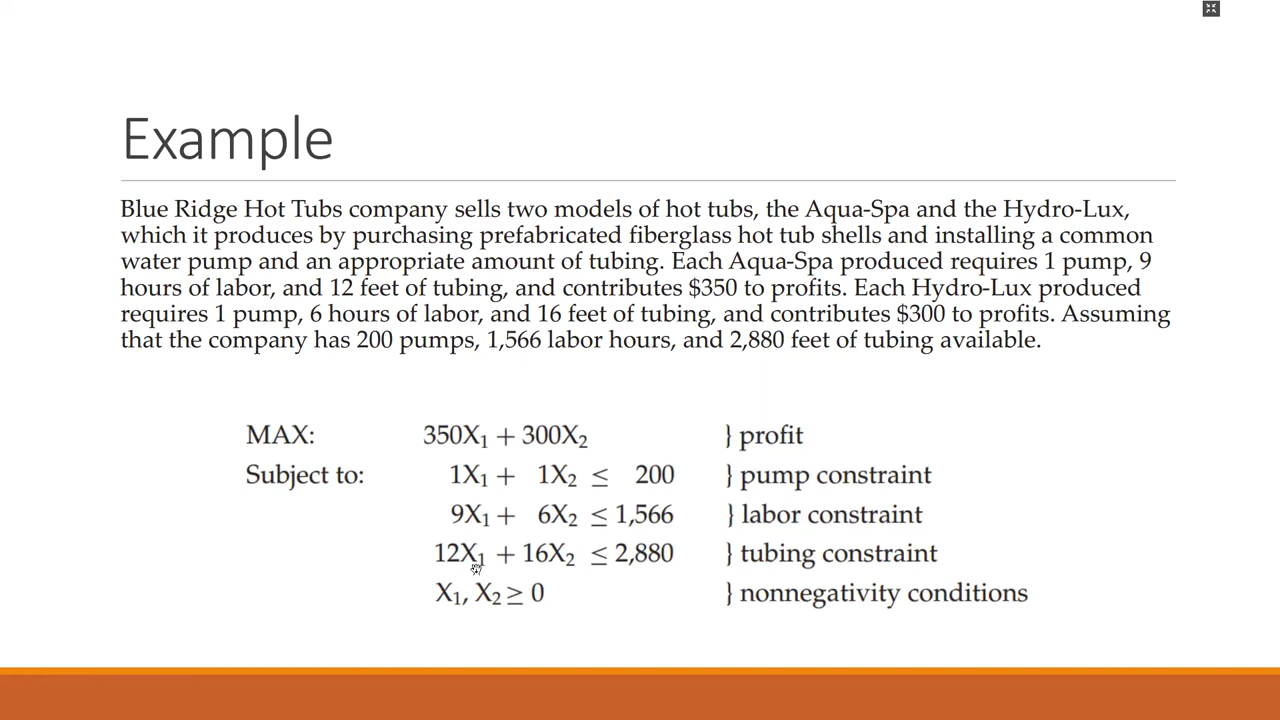 Example
Blue Ridge Hot Tubs company sells two models of hot tubs, the Aqua-Spa and the Hydro-Lux,
which it produces by purchasing prefabricated fiberglass hot tub shells and installing a common
water pump and an appropriate amount of tubing. Each Aqua-Spa produced requires 1 pump, 9
hours of labor, and 12 feet of tubing, and contributes $350 to profits. Each Hydro-Lux produced
requires 1 pump, 6 hours of labor, and 16 feet of tubing, and contributes $300 to profits. Assuming
that the company has 200 pumps, 1,566 labor hours, and 2,880 feet of tubing available.
MAX: 350X₁ + 300X₂ } profit
Subject to: 1X₁ + 1X₂ ≤ 200 } pump constraint
9X₁ + 6X₂ ≤ 1,566 } labor constraint
12X₁ + 16X₂ ≤ 2,880 } tubing constraint
X₁, X₂ ≥ 0 } nonnegativity conditions